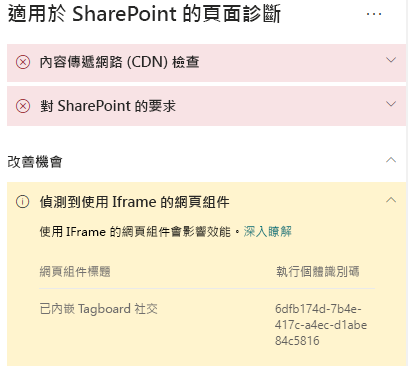 適用於 SharePoint 的頁面診斷
內容傳遞網路 (CDN) 檢查
對 SharePoint 的要求
改善機會
偵測到使用 Iframe 的網頁組件
使用 IFrame 的網頁組件會影響效能。深入瞭解
網頁組件標題 執行個體識別碼
已內嵌 Tagboard 社交 6dfb174d-7b4e-
417c-a4ec-d1abe
84c5816